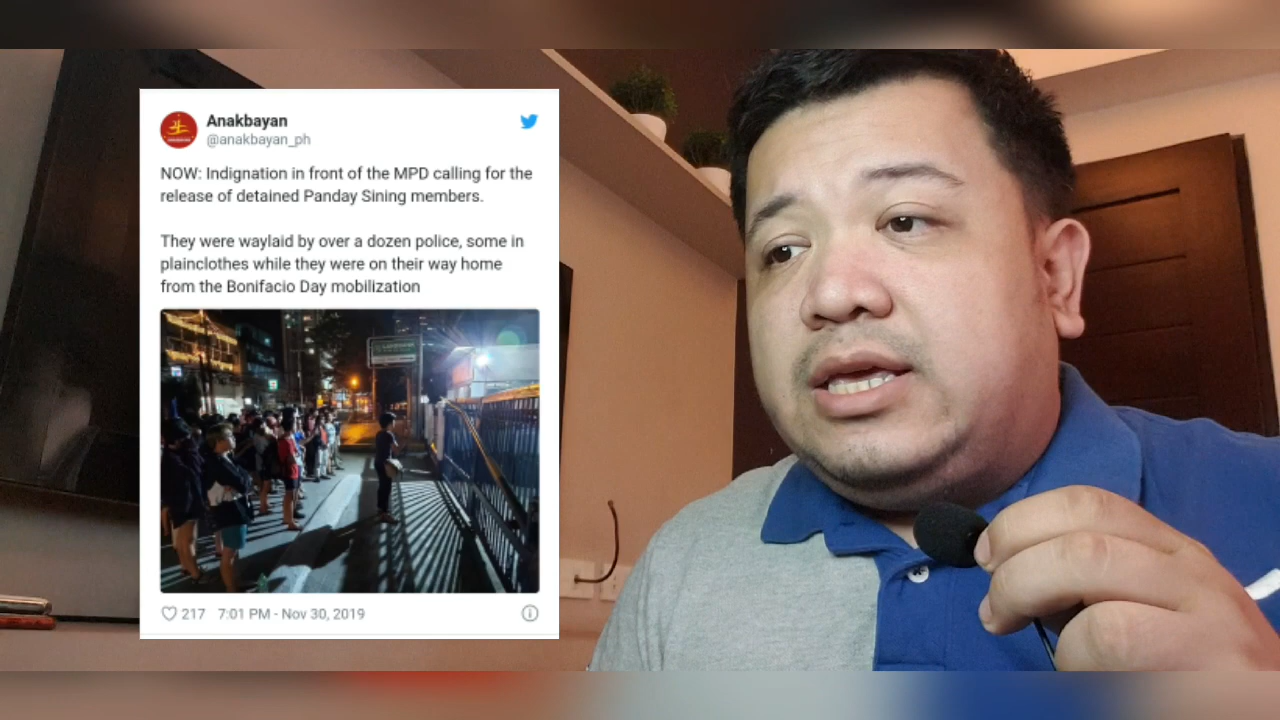 Anakbayan
@anakbayan_ph
NOW: Indignation in front of the MPD calling for the
release of detained Panday Sining members.
They were waylaid by over a dozen police, some in
plainclothes while they were on their way home
from the Bonifacio Day mobilization
217 7:01 PM - Nov 30, 2019